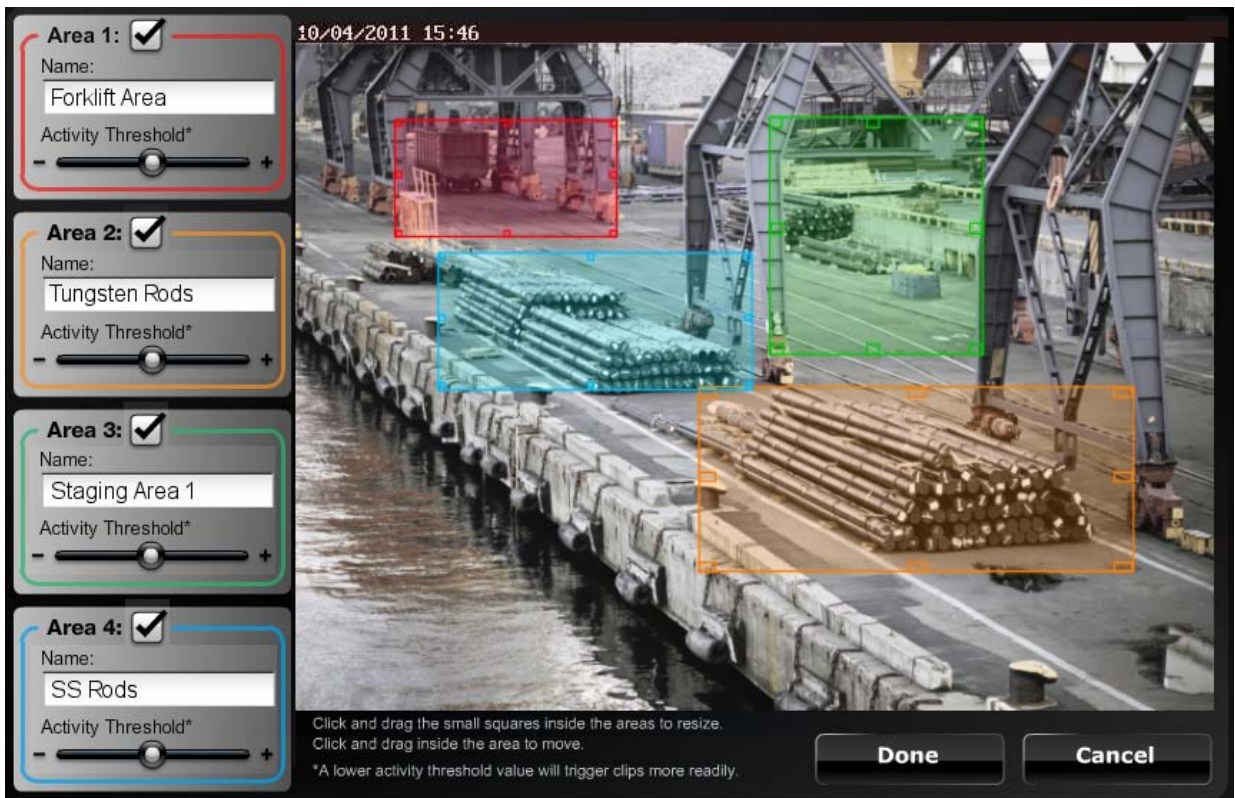 Area 1:
Name:
Forklift Area
Activity Threshold*
- +
Area 2:
Name:
Tungsten Rods
Activity Threshold*
- +
Area 3:
Name:
Staging Area 1
Activity Threshold*
- +
Area 4:
Name:
SS Rods
Activity Threshold*
- +
10/04/2011 15:46
Click and drag the small squares inside the areas to resize.
Click and drag inside the area to move.
*A lower activity threshold value will trigger clips more readily.
Done
Cancel